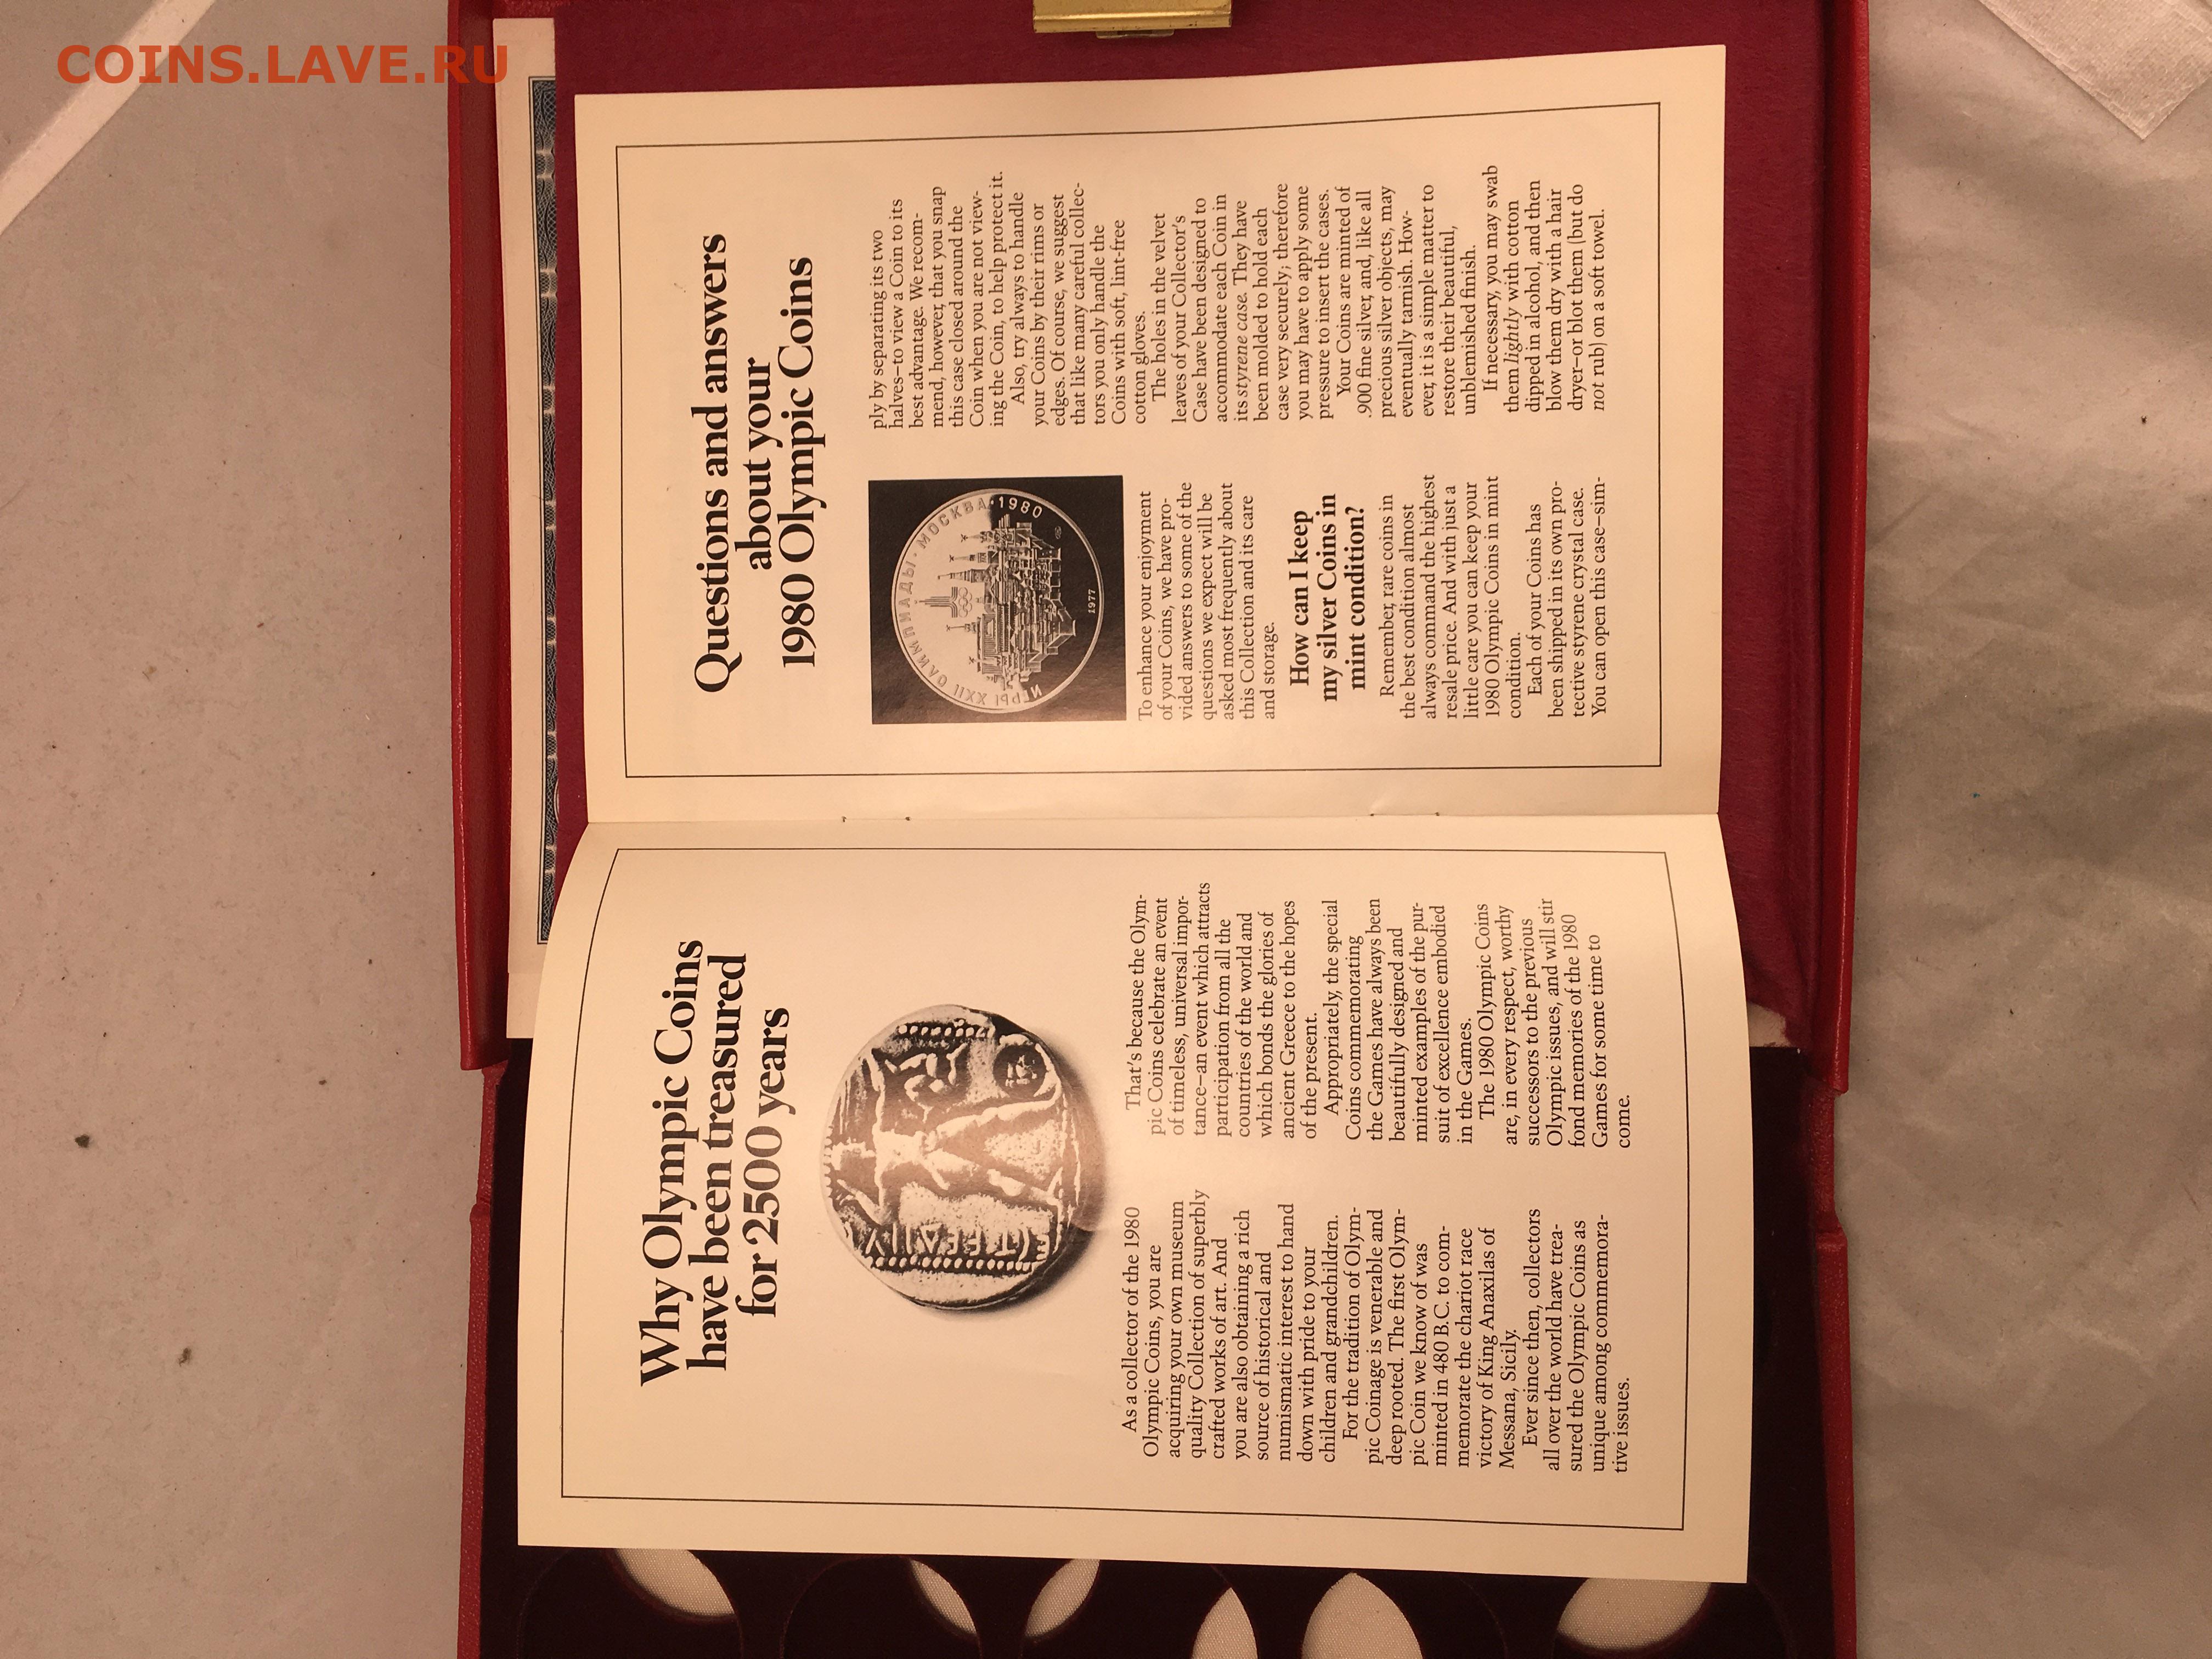 COINS.LAVE.RU
Why Olympic Coins
have been treasured
for 2500 years
As a collector of the 1980
Olympic Coins, you are
acquiring your own museum
quality Collection of superbly
crafted works of art. And
you are also obtaining a rich
source of historical and
numismatic interest to hand
down with pride to your
children and grandchildren.
For the tradition of Olym-
pic Coinage is venerable and
deep rooted. The first Olym-
pic Coin we know of was
minted in 480 B.C. to com-
memorate the chariot race
victory of King Anaxilas of
Messana, Sicily.
Ever since then, collectors
all over the world have trea-
sured the Olympic Coins as
unique among commemora-
tive issues.
That's because the Olym-
pic Coins celebrate an event
of timeless, universal impor-
tance–an event which attracts
participation from all the
countries of the world and
which bonds the glories of
ancient Greece to the hopes
of the present.
Appropriately, the special
Coins commemorating
the Games have always been
beautifully designed and
minted examples of the pur-
suit of excellence embodied
in the Games.
The 1980 Olympic Coins
are, in every respect, worthy
successors to the previous
Olympic issues, and will stir
fond memories of the 1980
Games for some time to
come.
Questions and answers
about your
1980 Olympic Coins
ИГРЫ XXII ОЛИМПИАДЫ · МОСКВА · 1980
1977
To enhance your enjoyment
of your Coins, we have pro-
vided answers to some of the
questions we expect will be
asked most frequently about
this Collection and its care
and storage.
How can I keep
my silver Coins in
mint condition?
Remember, rare coins in
the best condition almost
always command the highest
resale price. And with just a
little care you can keep your
1980 Olympic Coins in mint
condition.
Each of your Coins has
been shipped in its own pro-
tective styrene crystal case.
You can open this case–sim-
ply by separating its two
halves–to view a Coin to its
best advantage. We recom-
mend, however, that you snap
this case closed around the
Coin when you are not view-
ing the Coin, to help protect it.
Also, try always to handle
your Coins by their rims or
edges. Of course, we suggest
that like many careful collec-
tors you only handle the
Coins with soft, lint-free
cotton gloves.
The holes in the velvet
leaves of your Collector's
Case have been designed to
accommodate each Coin in
its styrene case. They have
been molded to hold each
case very securely; therefore
you may have to apply some
pressure to insert the cases.
Your Coins are minted of
.900 fine silver, and, like all
precious silver objects, may
eventually tarnish. How-
ever, it is a simple matter to
restore their beautiful,
unblemished finish.
If necessary, you may swab
them lightly with cotton
dipped in alcohol, and then
blow them dry with a hair
dryer–or blot them (but do
not rub) on a soft towel.